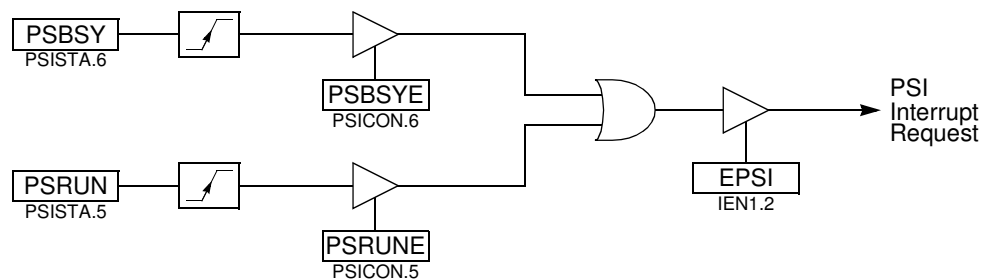 PSBSY
PSISTA.6
PSBSYE
PSICON.6
PSI
Interrupt
Request
EPSI
IEN1.2
PSRUN
PSISTA.5
PSRUNE
PSICON.5